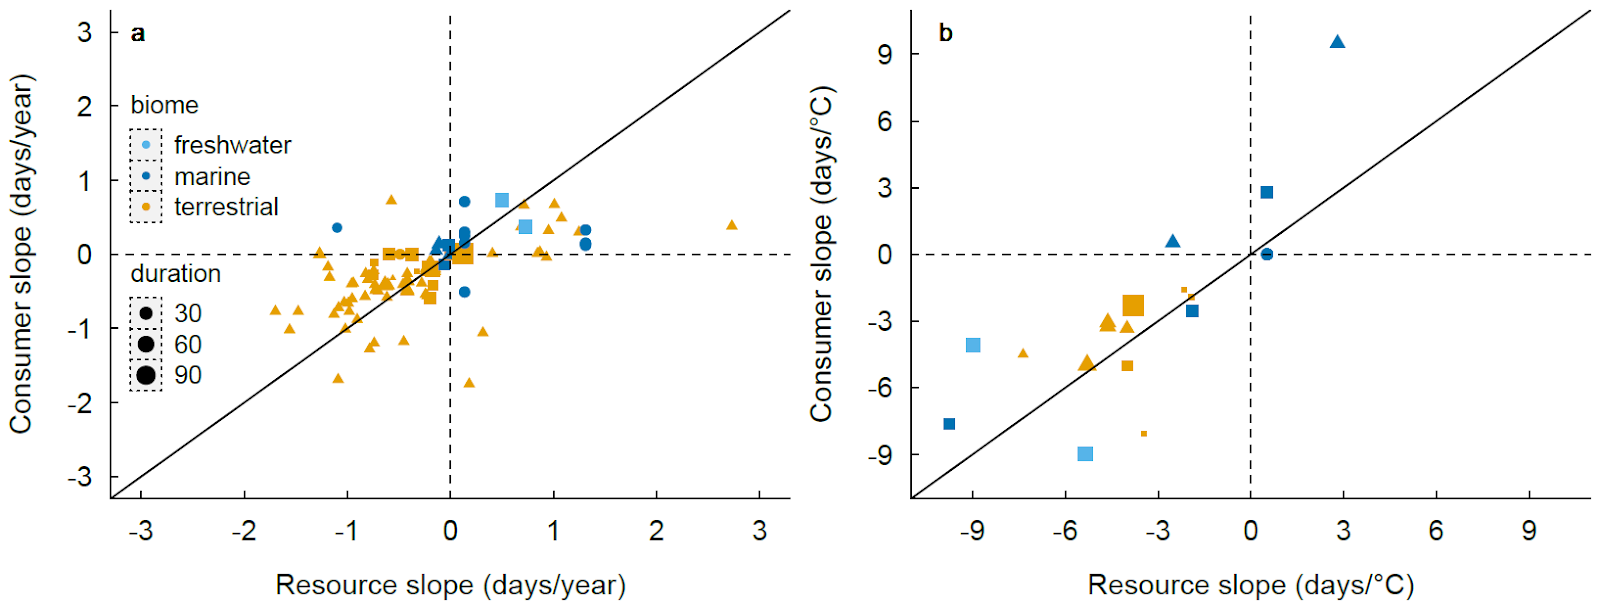 a
biome
freshwater
marine
terrestrial
duration
30
60
90
3
2
1
0
-1
-2
-3
Consumer slope (days/year)
-3
-2
-1
0
1
2
3
Resource slope (days/year)
b
9
6
3
0
-3
-6
-9
Consumer slope (days/°C)
-9
-6
-3
0
3
6
9
Resource slope (days/°C)